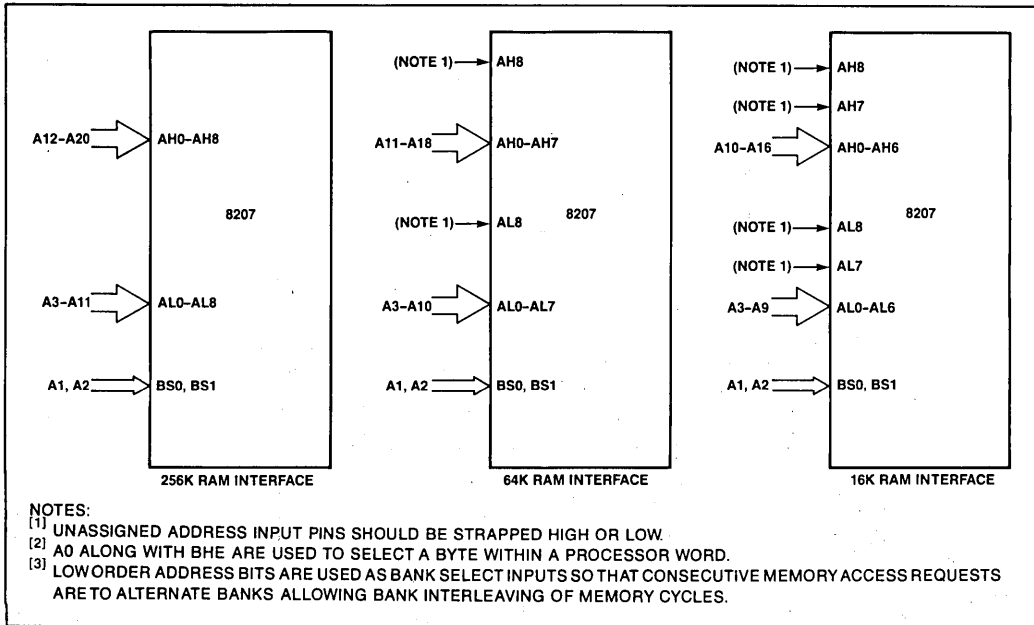 A12-A20
AH0-AH8
8207
A3-A11
AL0-AL8
A1, A2
BS0, BS1
256K RAM INTERFACE
(NOTE 1)
AH8
A11-A18
AH0-AH7
(NOTE 1)
AL8
8207
A3-A10
AL0-AL7
A1, A2
BS0, BS1
64K RAM INTERFACE
(NOTE 1)
AH8
(NOTE 1)
AH7
A10-A16
AH0-AH6
8207
(NOTE 1)
AL8
(NOTE 1)
AL7
A3-A9
AL0-AL6
A1, A2
BS0, BS1
16K RAM INTERFACE
NOTES:
[1] UNASSIGNED ADDRESS INPUT PINS SHOULD BE STRAPPED HIGH OR LOW.
[2] A0 ALONG WITH BHE ARE USED TO SELECT A BYTE WITHIN A PROCESSOR WORD.
[3] LOW ORDER ADDRESS BITS ARE USED AS BANK SELECT INPUTS SO THAT CONSECUTIVE MEMORY ACCESS REQUESTS
ARE TO ALTERNATE BANKS ALLOWING BANK INTERLEAVING OF MEMORY CYCLES.